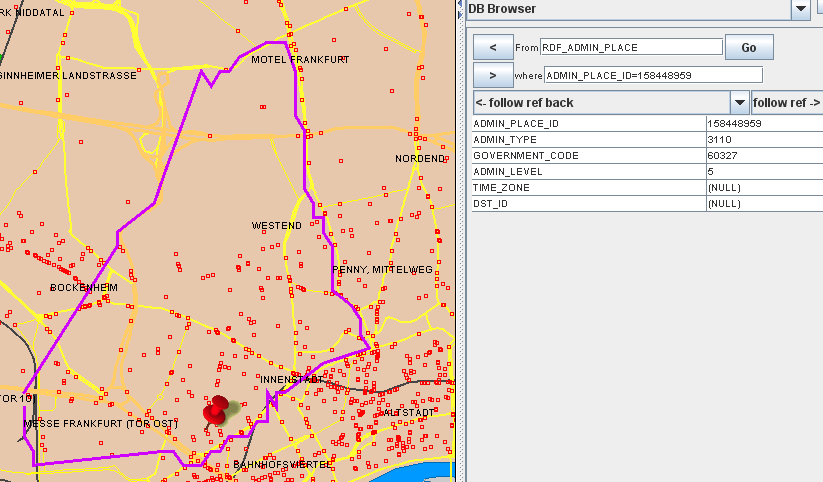 RK NIDDATAL
MOTEL FRANKFURT
GINNHEIMER LANDSTRASSE
NORDEND
WESTEND
PENNY, MITTELWEG
BOCKENHEIM
INNENSTADT
TOR 10)
ALTSTADT
MESSE FRANKFURT (TOR OST)
BAHNHOFSVIERTEL
DB Browser
< From RDF_ADMIN_PLACE Go
> where ADMIN_PLACE_ID=158448959
<- follow ref back follow ref ->
ADMIN_PLACE_ID 158448959
ADMIN_TYPE 3110
GOVERNMENT_CODE 60327
ADMIN_LEVEL 5
TIME_ZONE (NULL)
DST_ID (NULL)